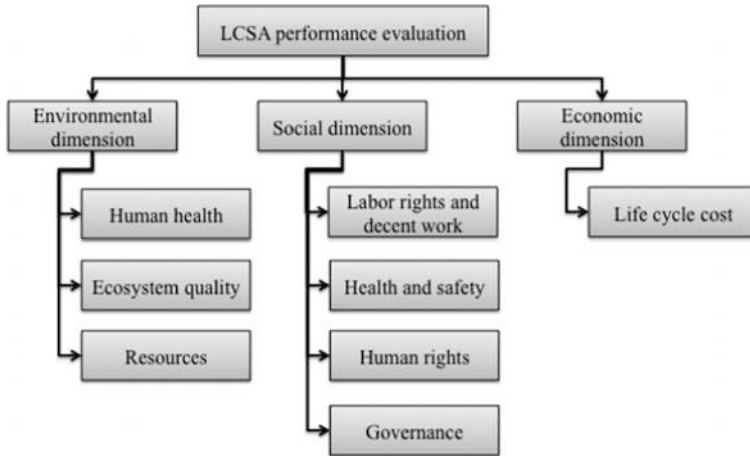 LCSA performance evaluation
Environmental
dimension
Social dimension
Economic
dimension
Human health
Ecosystem quality
Resources
Labor rights and
decent work
Health and safety
Human rights
Governance
Life cycle cost